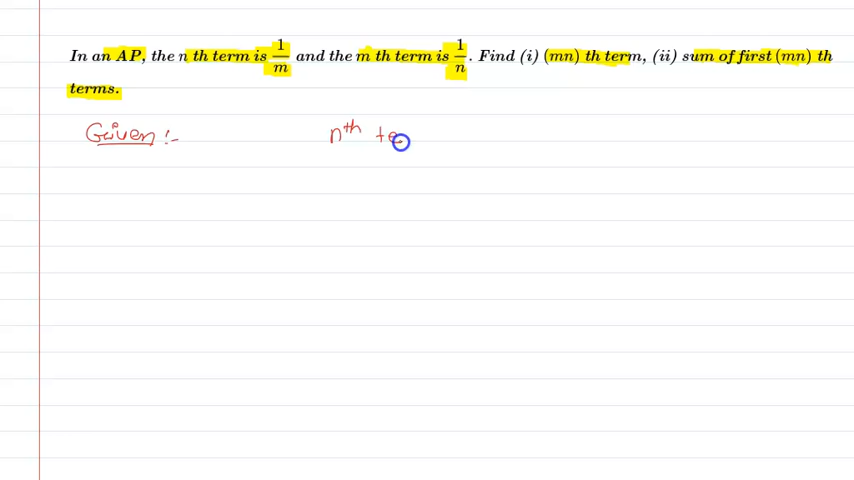 In an AP, the n th term is 1/m and the m th term is 1/n. Find (i) (mn) th term, (ii) sum of first (mn) th
terms.
Given :- nth te